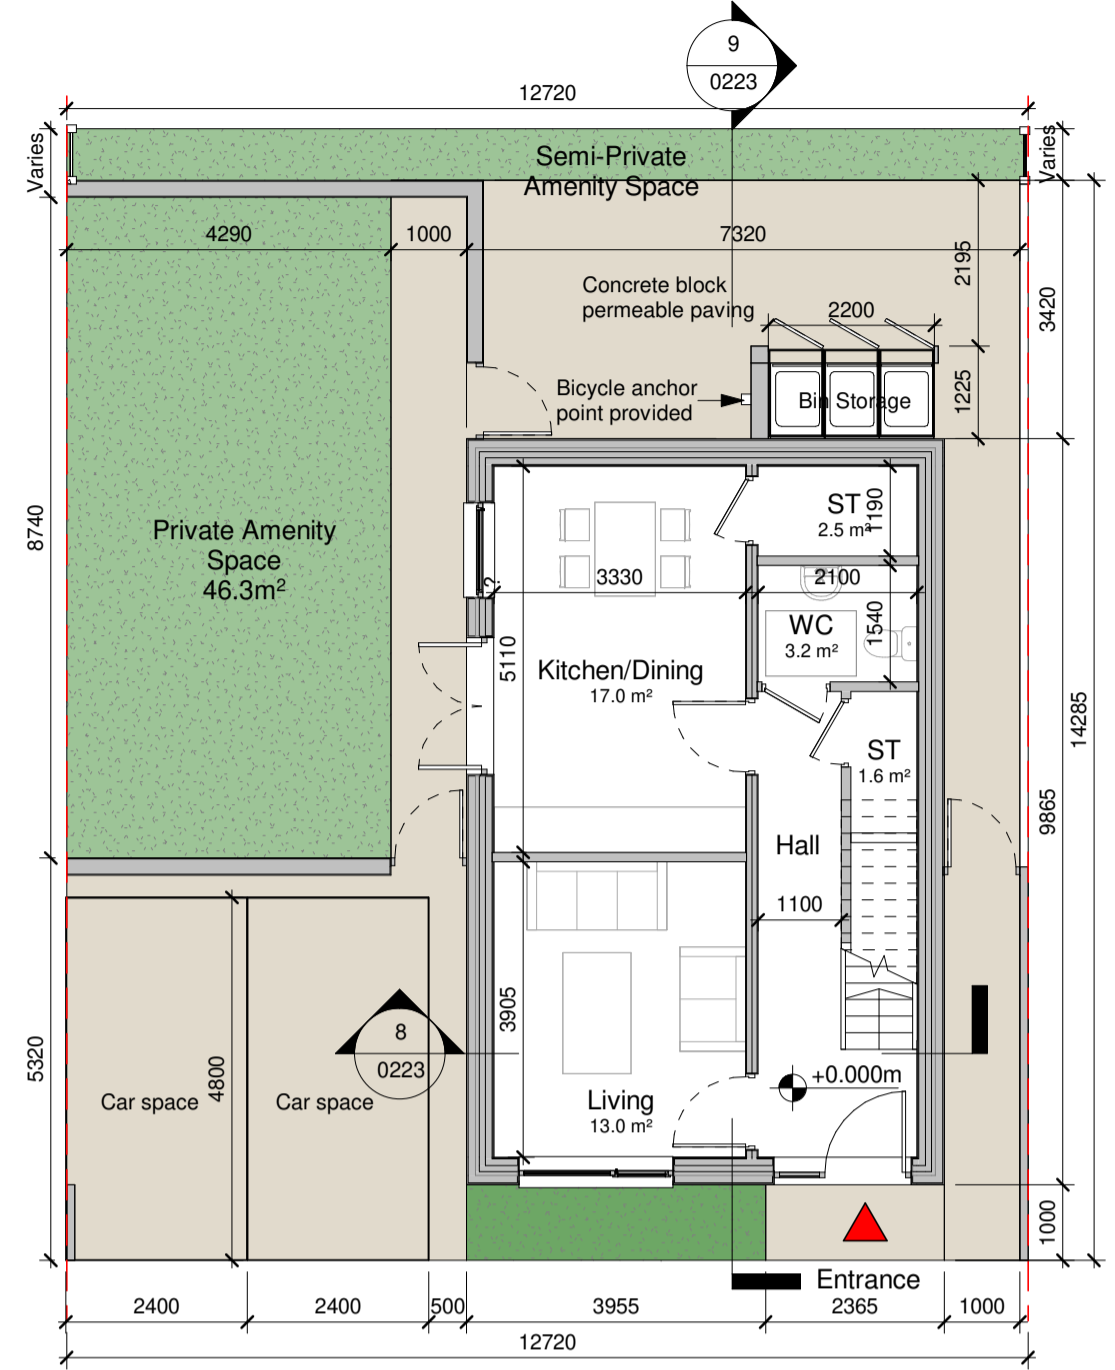 9
0223
12720
Varies
Semi-Private
Amenity Space
Varies
4290
1000
7320
2195
3420
Concrete block
permeable paving
2200
Bicycle anchor
point provided
Bin Storage
1225
8740
Private Amenity
Space
46.3m²
ST
2.5 m²
1190
?
3330
2100
WC
3.2 m²
1540
5110
Kitchen/Dining
17.0 m²
ST
1.6 m²
14285
9865
Hall
1100
3905
8
0223
5320
4800
Car space
Car space
+0.000m
Living
13.0 m²
1000
Entrance
2400
2400
500
3955
2365
1000
12720